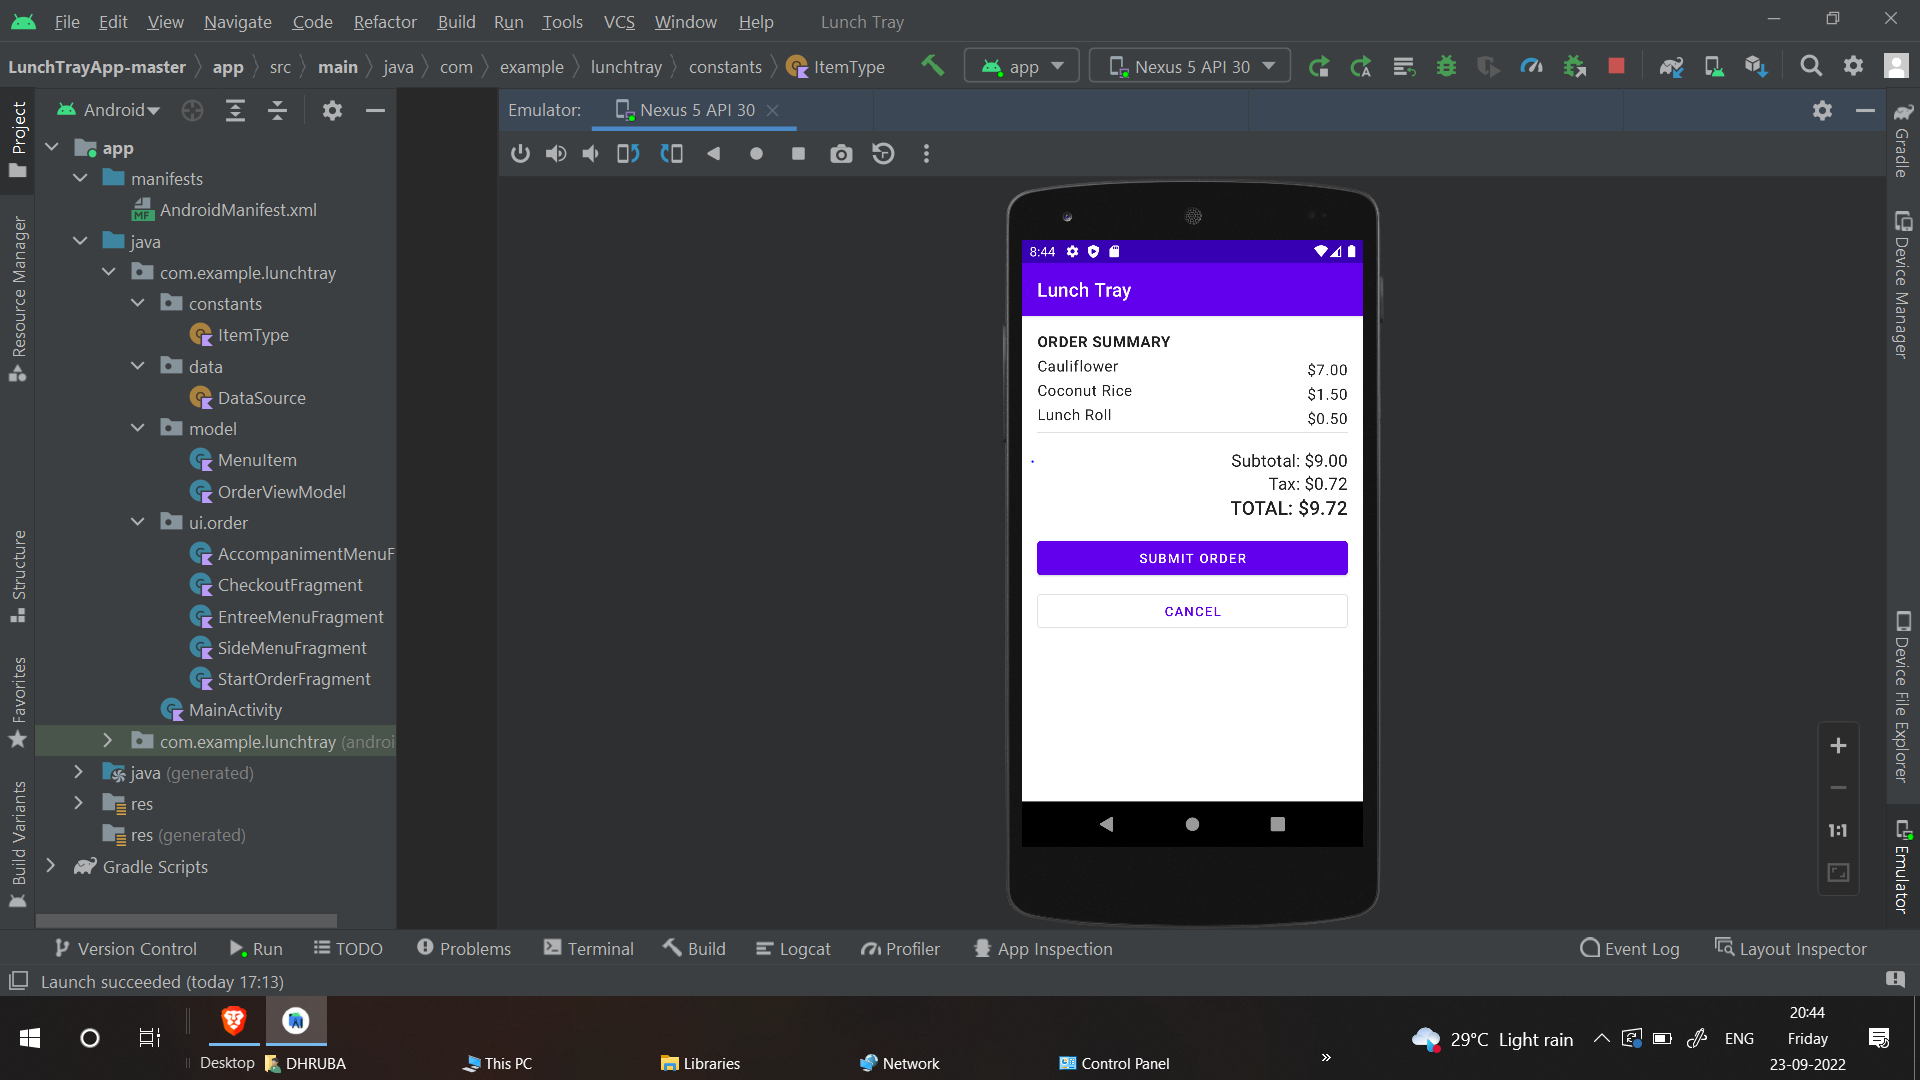 File Edit View Navigate Code Refactor Build Run Tools VCS Window Help Lunch Tray
LunchTrayApp-master app src main java com example lunchtray constants ItemType app Nexus 5 API 30
Project
Resource Manager
Structure
Favorites
Build Variants
Android
app
manifests
MF AndroidManifest.xml
java
com.example.lunchtray
constants
ItemType
data
DataSource
model
MenuItem
OrderViewModel
ui.order
AccompanimentMenuF
CheckoutFragment
EntreeMenuFragment
SideMenuFragment
StartOrderFragment
MainActivity
com.example.lunchtray (androi
java (generated)
res
res (generated)
Gradle Scripts
Emulator: Nexus 5 API 30
8:44
Lunch Tray
ORDER SUMMARY
Cauliflower $7.00
Coconut Rice $1.50
Lunch Roll $0.50
Subtotal: $9.00
Tax: $0.72
TOTAL: $9.72
SUBMIT ORDER
CANCEL
1:1
Gradle
Device Manager
Device File Explorer
Emulator
Version Control Run TODO Problems Terminal Build Logcat Profiler App Inspection Event Log Layout Inspector
Launch succeeded (today 17:13)
Desktop DHRUBA This PC Libraries Network Control Panel »
29°C Light rain ENG
20:44
Friday
23-09-2022